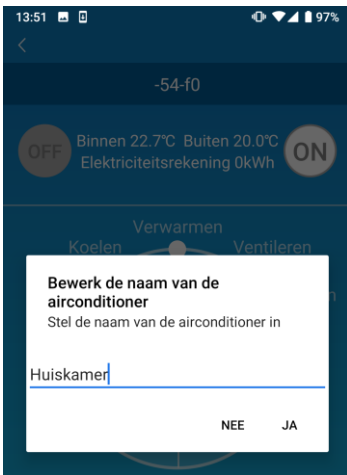 13:51 97%
-54-f0
OFF Binnen 22.7°C Buiten 20.0°C ON
Elektriciteitsrekening 0kWh
Verwarmen
Koelen Ventileren
Bewerk de naam van de
airconditioner
Stel de naam van de airconditioner in
Huiskamer
NEE JA